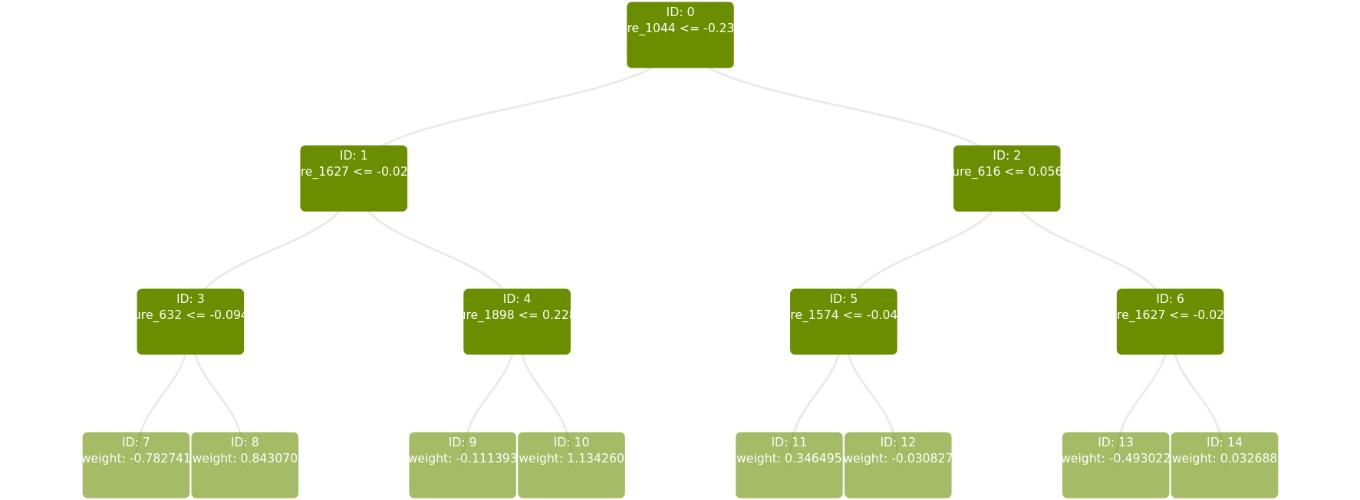 ID: 0
re_1044 <= -0.23
ID: 1
re_1627 <= -0.02
ID: 2
ure_616 <= 0.056
ID: 3
ure_632 <= -0.094
ID: 4
ure_1898 <= 0.228
ID: 5
re_1574 <= -0.04
ID: 6
re_1627 <= -0.02
ID: 7
weight: -0.782741
ID: 8
weight: 0.843070
ID: 9
weight: -0.111393
ID: 10
weight: 1.134260
ID: 11
weight: 0.346495
ID: 12
weight: -0.030827
ID: 13
weight: -0.493022
ID: 14
weight: 0.032688